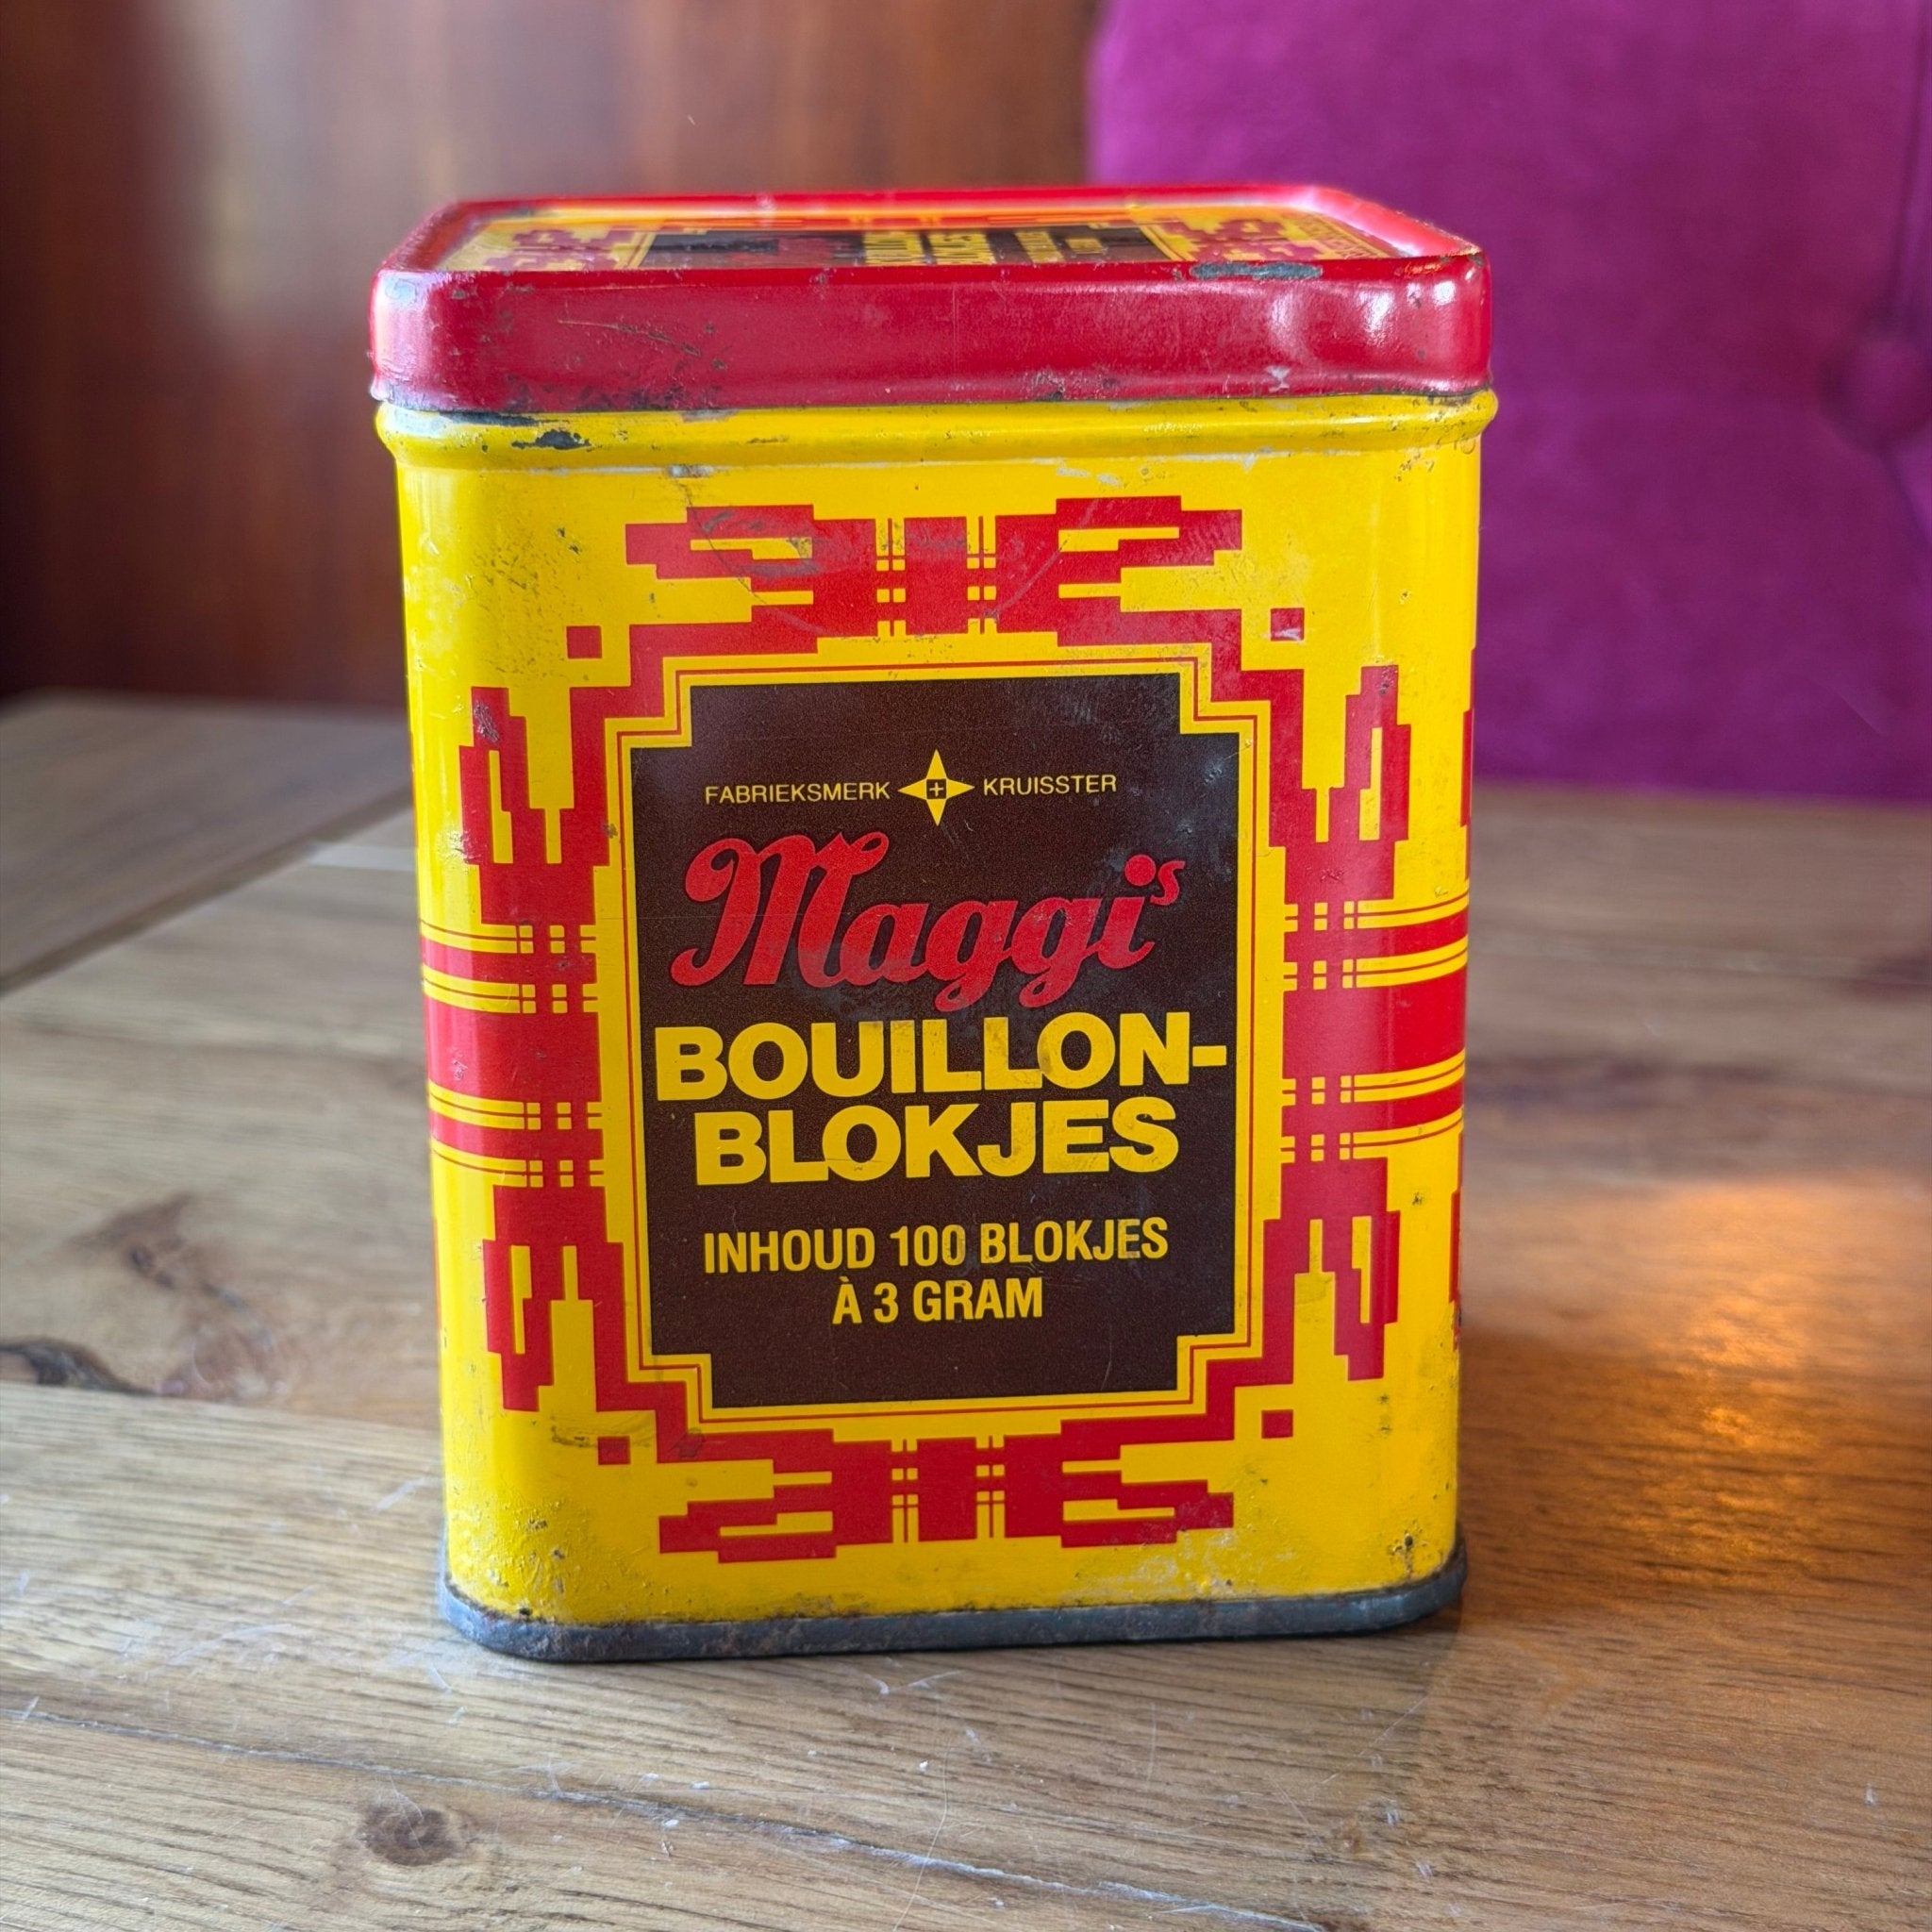 FABRIEKSMERK KRUISSTER
Maggi's
BOUILLON-
BLOKJES
INHOUD 100 BLOKJES
À 3 GRAM